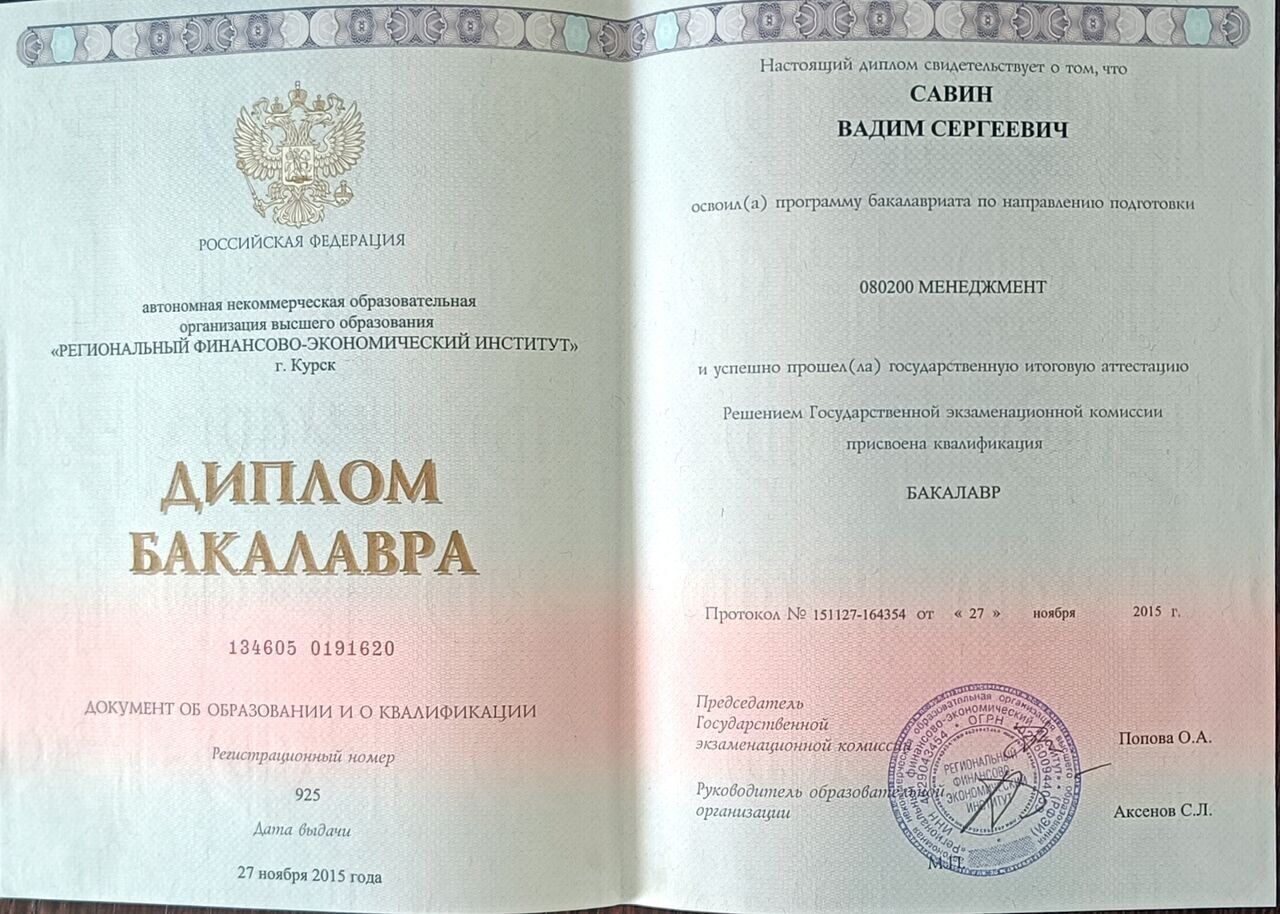 РОССИЙСКАЯ ФЕДЕРАЦИЯ
автономная некоммерческая образовательная
организация высшего образования
«РЕГИОНАЛЬНЫЙ ФИНАНСОВО-ЭКОНОМИЧЕСКИЙ ИНСТИТУТ»
г. Курск
ДИПЛОМ
БАКАЛАВРА
134605 0191620
ДОКУМЕНТ ОБ ОБРАЗОВАНИИ И О КВАЛИФИКАЦИИ
Регистрационный номер
925
Дата выдачи
27 ноября 2015 года
Настоящий диплом свидетельствует о том, что
САВИН
ВАДИМ СЕРГЕЕВИЧ
освоил(а) программу бакалавриата по направлению подготовки
080200 МЕНЕДЖМЕНТ
и успешно прошел(ла) государственную итоговую аттестацию
Решением Государственной экзаменационной комиссии
присвоена квалификация
БАКАЛАВР
Протокол № 151127-164354 от « 27 » ноября 2015 г.
Председатель
Государственной
экзаменационной комиссии
Попова О.А.
Руководитель образовательной
организации
Аксенов С.Л.
М.П.
РЕГИОНАЛЬНЫЙ
ФИНАНСОВО-
ЭКОНОМИЧЕСКИЙ
ИНСТИТУТ